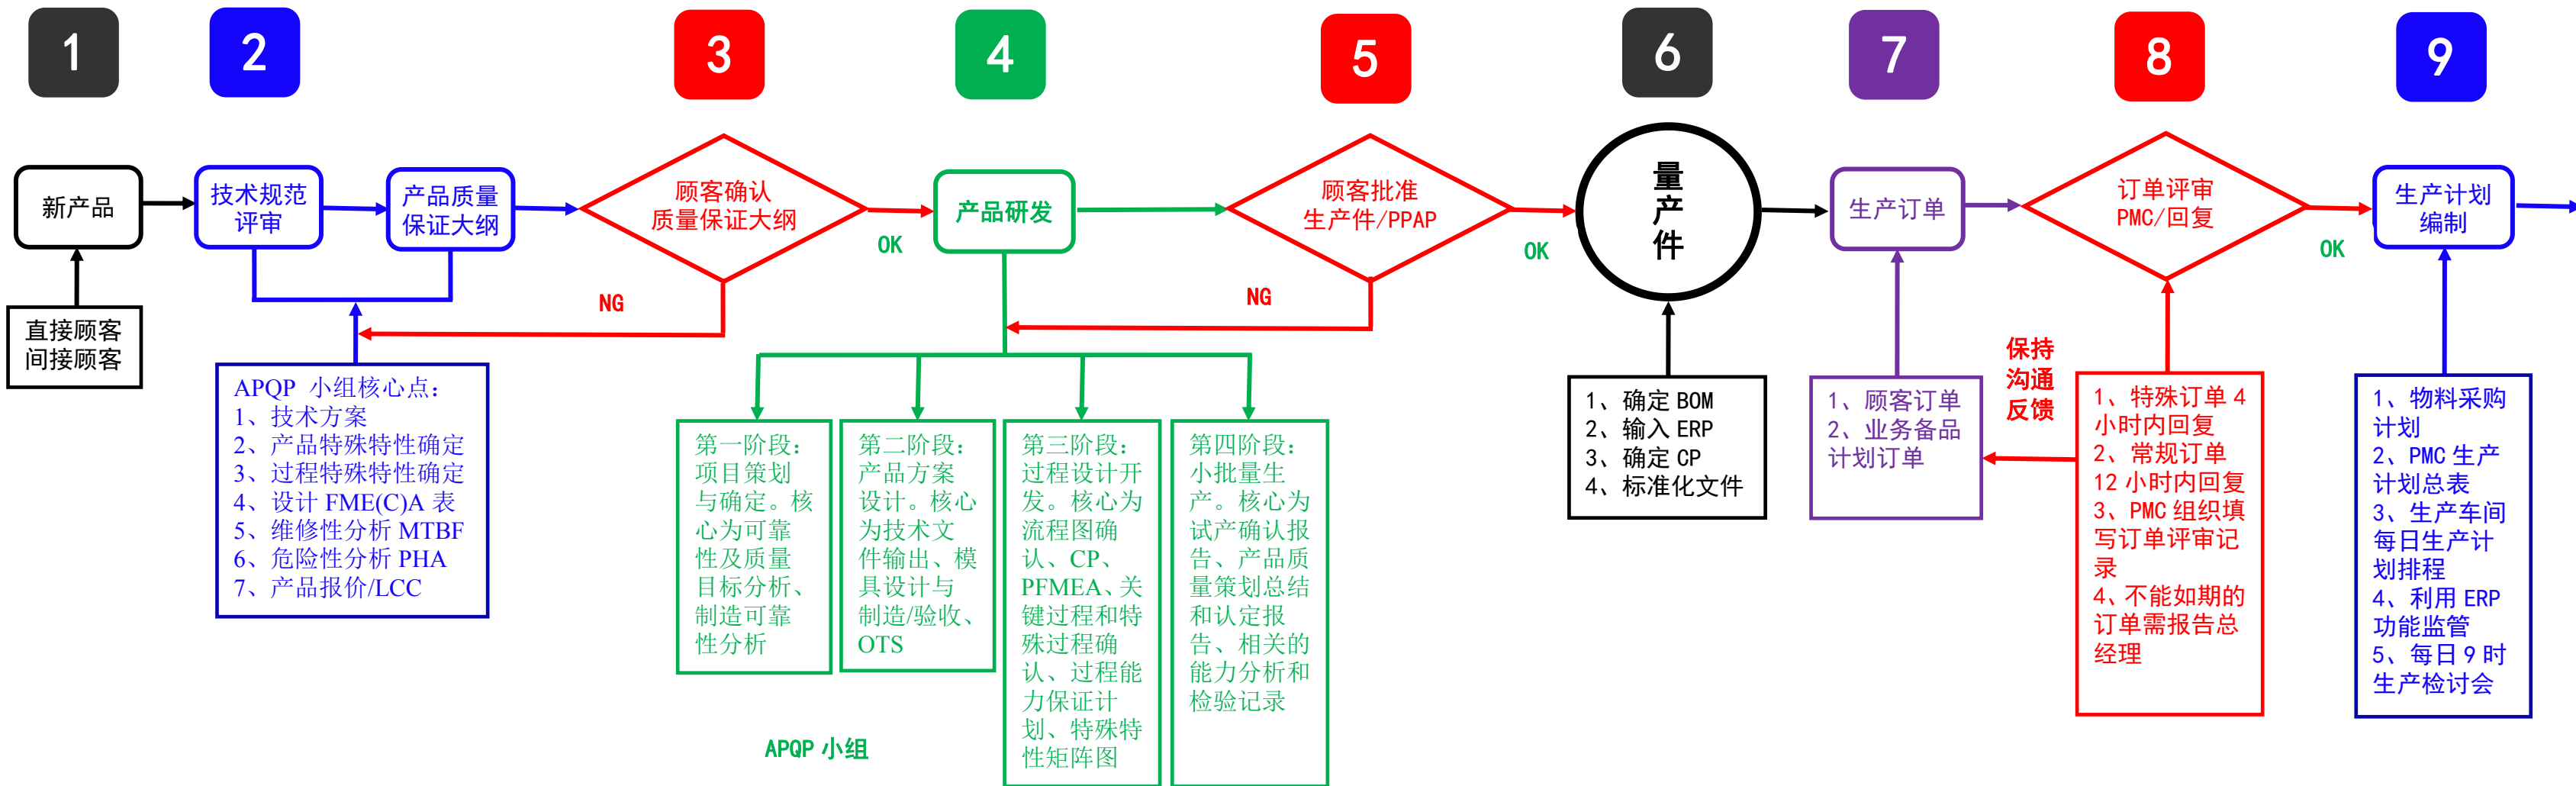 1
2
3
4
5
6
7
8
9
新产品
直接顾客
间接顾客
技术规范
评审
产品质量
保证大纲
APQP 小组核心点：
1、技术方案
2、产品特殊特性确定
3、过程特殊特性确定
4、设计 FME(C)A 表
5、维修性分析 MTBF
6、危险性分析 PHA
7、产品报价/LCC
顾客确认
质量保证大纲
OK
NG
产品研发
第一阶段：
项目策划
与确定。核
心为可靠
性及质量
目标分析、
制造可靠
性分析
第二阶段：
产品方案
设计。核心
为技术文
件输出、模
具设计与
制造/验收、
OTS
第三阶段：
过程设计开
发。核心为
流程图确
认、CP、
PFMEA、关
键过程和特
殊过程确
认、过程能
力保证计
划、特殊特
性矩阵图
第四阶段：
小批量生
产。核心为
试产确认报
告、产品质
量策划总结
和认定报
告、相关的
能力分析和
检验记录
APQP 小组
顾客批准
生产件/PPAP
NG
OK
量
产
件
1、确定 BOM
2、输入 ERP
3、确定 CP
4、标准化文件
生产订单
1、顾客订单
2、业务备品
计划订单
订单评审
PMC/回复
OK
保持
沟通
反馈
1、特殊订单 4
小时内回复
2、常规订单
12 小时内回复
3、PMC 组织填
写订单评审记
录
4、不能如期的
订单需报告总
经理
生产计划
编制
1、物料采购
计划
2、PMC 生产
计划总表
3、生产车间
每日生产计
划排程
4、利用 ERP
功能监管
5、每日 9 时
生产检讨会